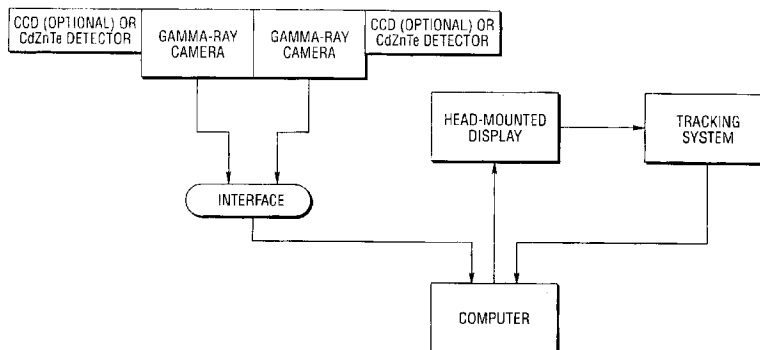 CCD (OPTIONAL) OR
CdZnTe DETECTOR
GAMMA-RAY
CAMERA
GAMMA-RAY
CAMERA
CCD (OPTIONAL) OR
CdZnTe DETECTOR
HEAD-MOUNTED
DISPLAY
TRACKING
SYSTEM
INTERFACE
COMPUTER